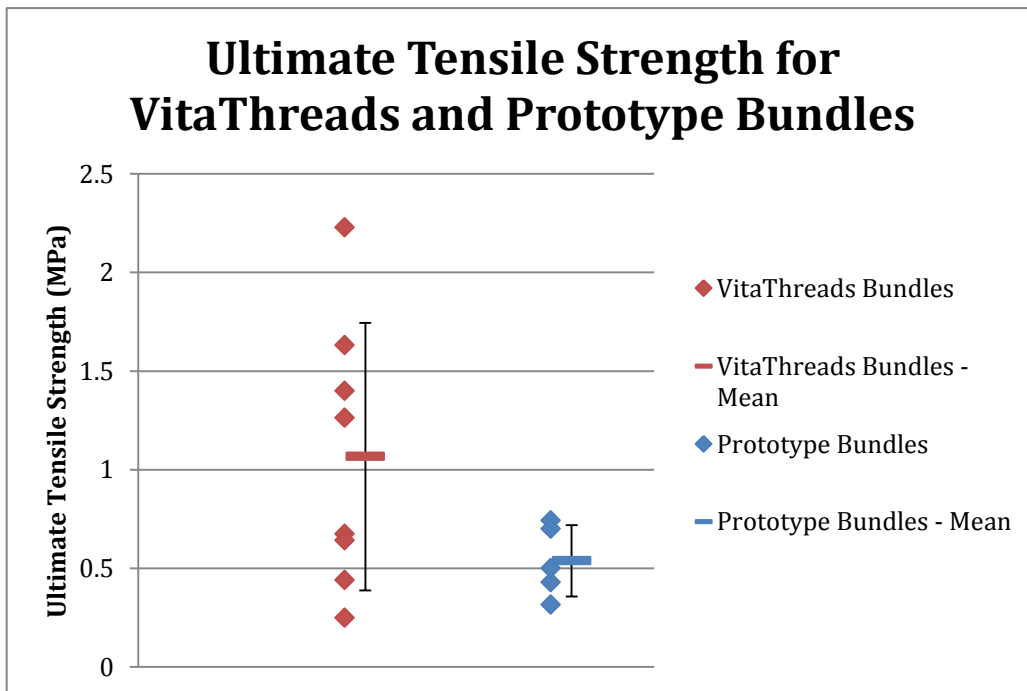 Ultimate Tensile Strength for
VitaThreads and Prototype Bundles
Ultimate Tensile Strength (MPa)
2.5
2
1.5
1
0.5
0
VitaThreads Bundles
VitaThreads Bundles -
Mean
Prototype Bundles
Prototype Bundles - Mean